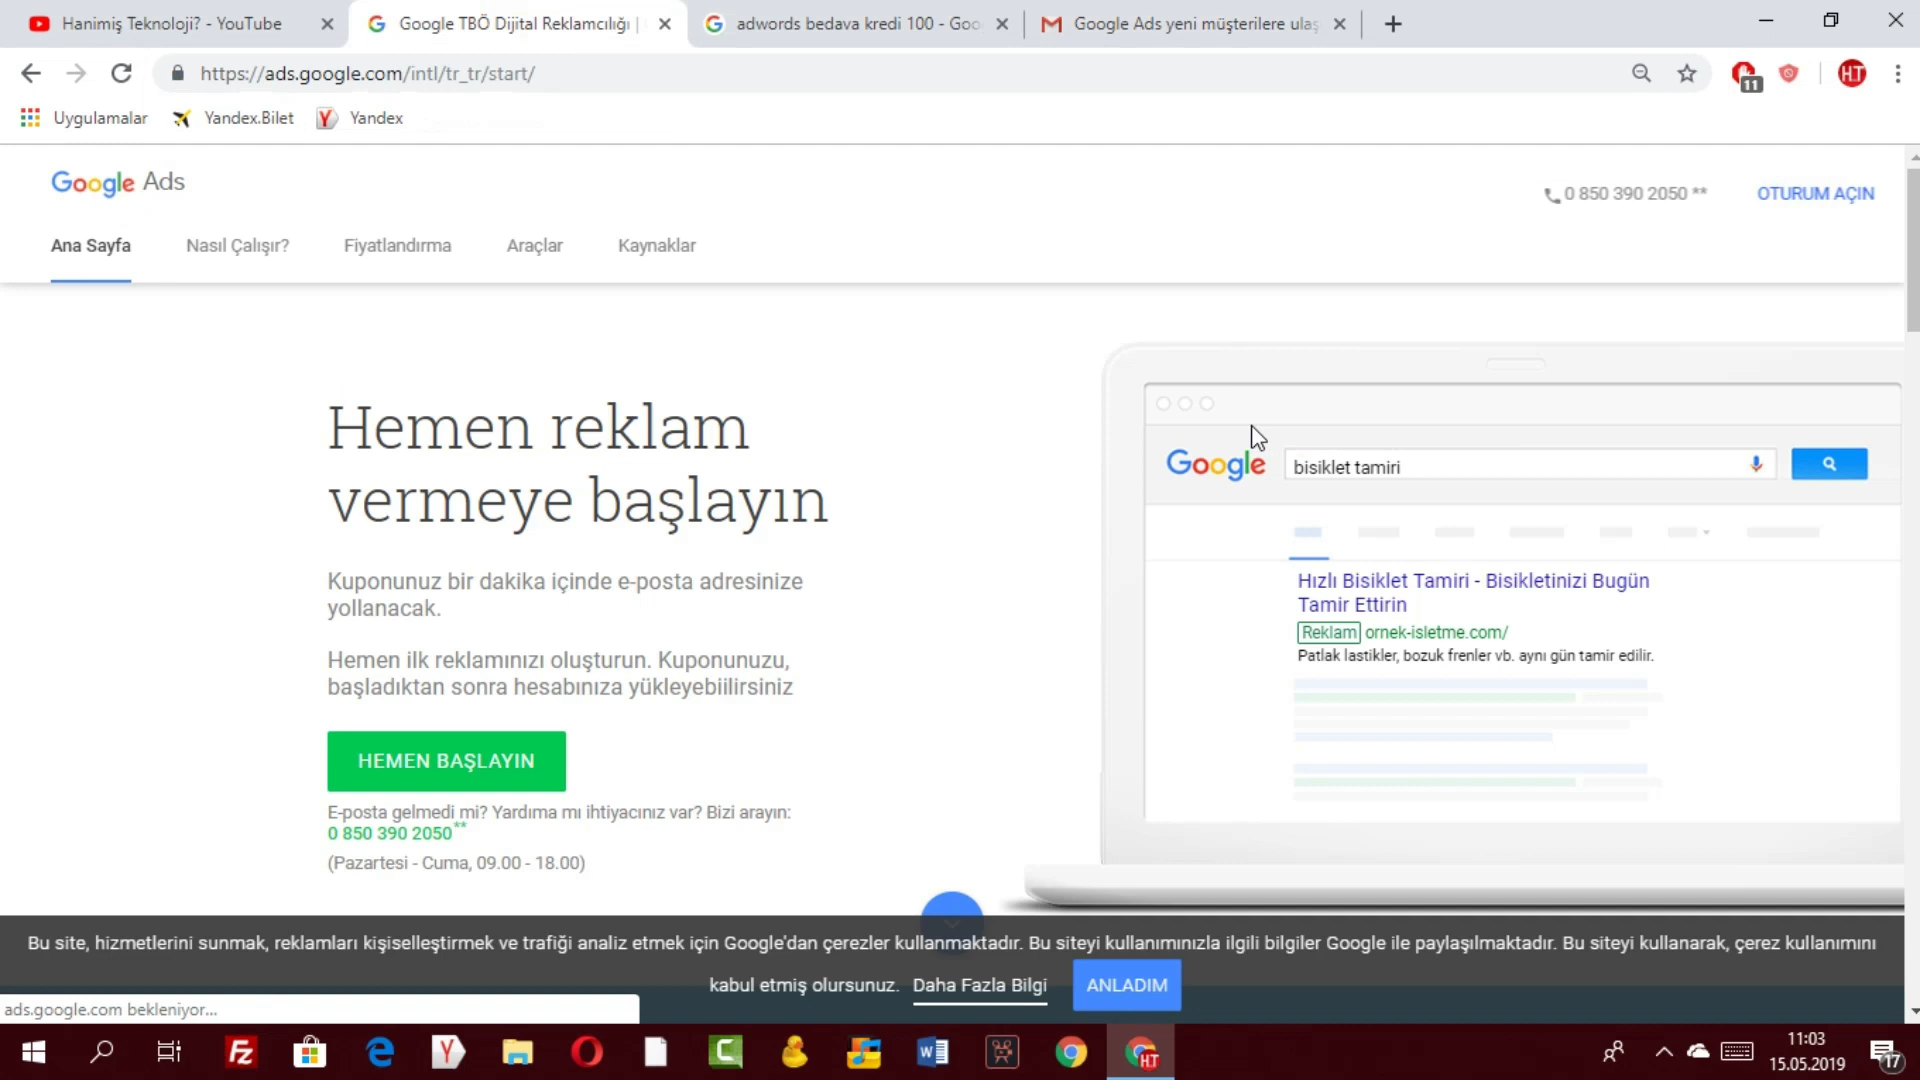 Hanimiş Teknoloji? - YouTube
Google TBÖ Dijital Reklamcılığı |
adwords bedava kredi 100 - Goo
Google Ads yeni müşterilere ulaş
https://ads.google.com/intl/tr_tr/start/
11
HT
Uygulamalar
Yandex.Bilet
Yandex
Google Ads
0 850 390 2050 **
OTURUM AÇIN
Ana Sayfa
Nasıl Çalışır?
Fiyatlandırma
Araçlar
Kaynaklar
Hemen reklam
vermeye başlayın
Kuponunuz bir dakika içinde e-posta adresinize
yollanacak.
Hemen ilk reklamınızı oluşturun. Kuponunuzu,
başladıktan sonra hesabınıza yükleyebiilirsiniz
HEMEN BAŞLAYIN
E-posta gelmedi mi? Yardıma mı ihtiyacınız var? Bizi arayın:
0 850 390 2050**
(Pazartesi - Cuma, 09.00 - 18.00)
Google
bisiklet tamiri
Hızlı Bisiklet Tamiri - Bisikletinizi Bugün
Tamir Ettirin
Reklam ornek-isletme.com/
Patlak lastikler, bozuk frenler vb. aynı gün tamir edilir.
Bu site, hizmetlerini sunmak, reklamları kişiselleştirmek ve trafiği analiz etmek için Google'dan çerezler kullanmaktadır. Bu siteyi kullanımınızla ilgili bilgiler Google ile paylaşılmaktadır. Bu siteyi kullanarak, çerez kullanımını
kabul etmiş olursunuz. Daha Fazla Bilgi
ANLADIM
ads.google.com bekleniyor...
11:03
15.05.2019
17